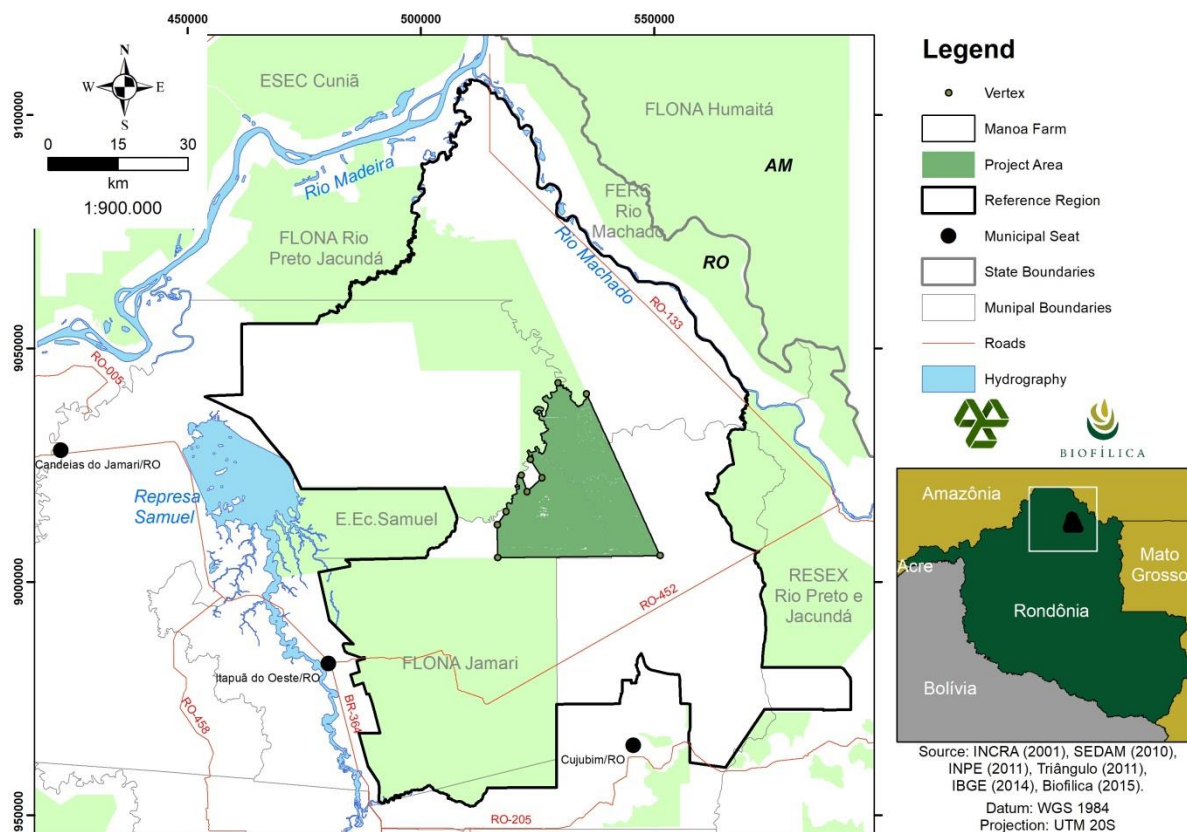 450000
500000
550000
N
W
E
S
0
15
30
km
1:900.000
9100000
9050000
9000000
9500000
ESEC Cuniã
FLONA Humaitá
AM
Rio Madeira
FERS
Rio
Machado
FLONA Rio
Preto Jacundá
RO
Rio Machado
RO-133
RO-005
Candeias do Jamari/RO
Represa
Samuel
E.Ec.Samuel
RESEX
Rio Preto e
Jacundá
RO-452
FLONA Jamari
Itapuã do Oeste/RO
BR-364
RO-458
Cujubim/RO
RO-205
Legend
Vertex
Manoa Farm
Project Area
Reference Region
Municipal Seat
State Boundaries
Munipal Boundaries
Roads
Hydrography
BIOFÍLICA
Amazônia
Acre
Mato
Grosso
Rondônia
Bolívia
Source: INCRA (2001), SEDAM (2010),
INPE (2011), Triângulo (2011),
IBGE (2014), Biofilica (2015).
Datum: WGS 1984
Projection: UTM 20S